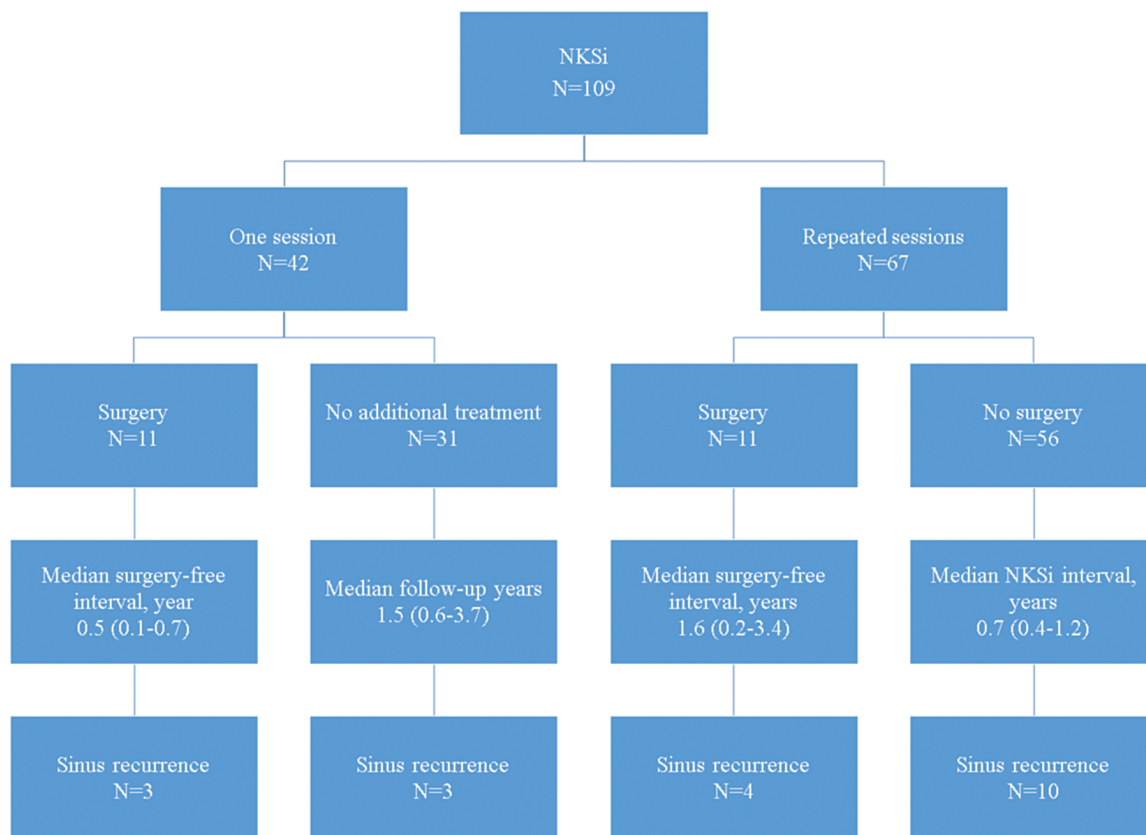 NKSi
N=109
One session
N=42
Repeated sessions
N=67
Surgery
N=11
No additional treatment
N=31
Surgery
N=11
No surgery
N=56
Median surgery-free
interval, year
0.5 (0.1-0.7)
Median follow-up years
1.5 (0.6-3.7)
Median surgery-free
interval, years
1.6 (0.2-3.4)
Median NKSi interval,
years
0.7 (0.4-1.2)
Sinus recurrence
N=3
Sinus recurrence
N=3
Sinus recurrence
N=4
Sinus recurrence
N=10